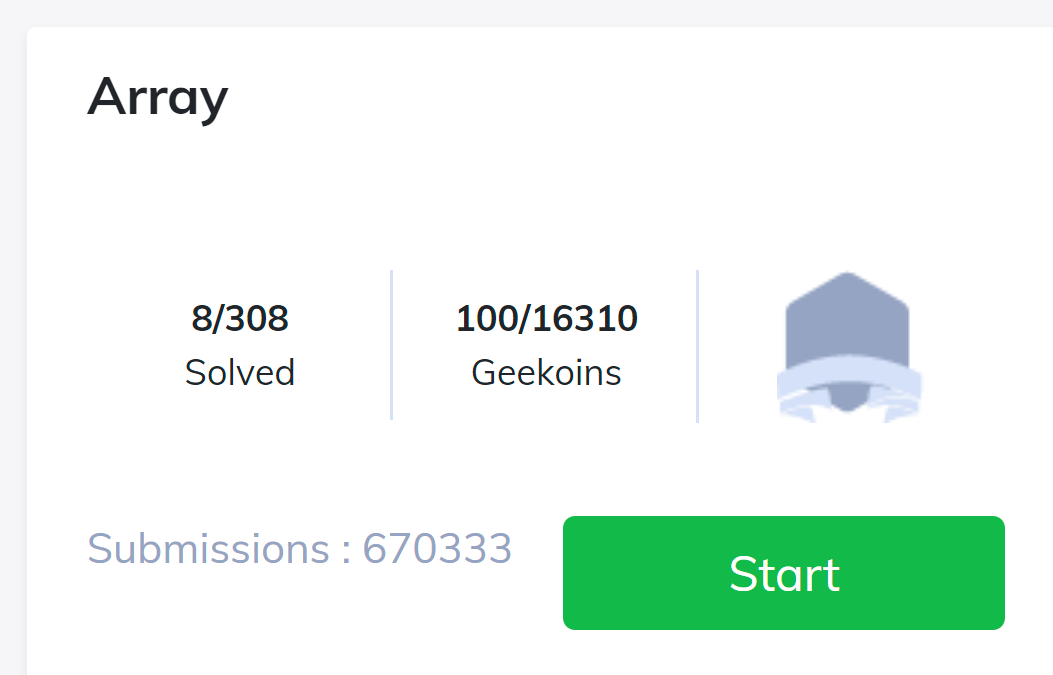 Array
8/308
Solved
100/16310
Geekoins
Submissions : 670333
Start